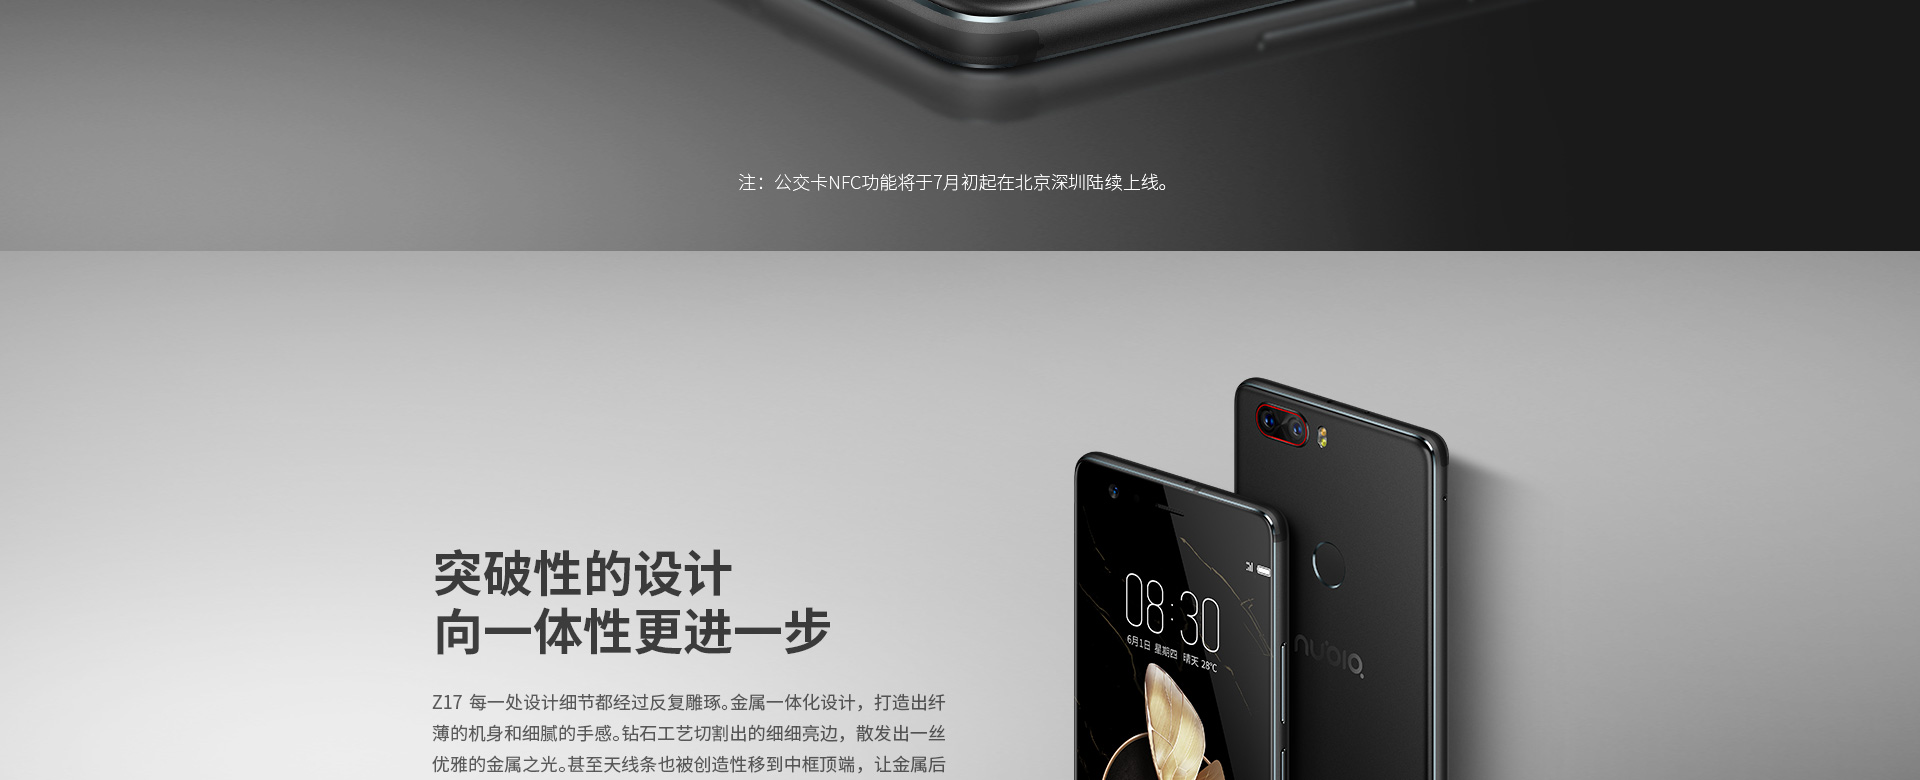 注：公交卡NFC功能将于7月初起在北京深圳陆续上线。
突破性的设计
向一体性更进一步
Z17 每一处设计细节都经过反复雕琢。金属一体化设计，打造出纤
薄的机身和细腻的手感。钻石工艺切割出的细细亮边，散发出一丝
优雅的金属之光。甚至天线条也被创造性移到中框顶端，让金属后
08:30
6月1日 星期四 晴天 28℃
nubia